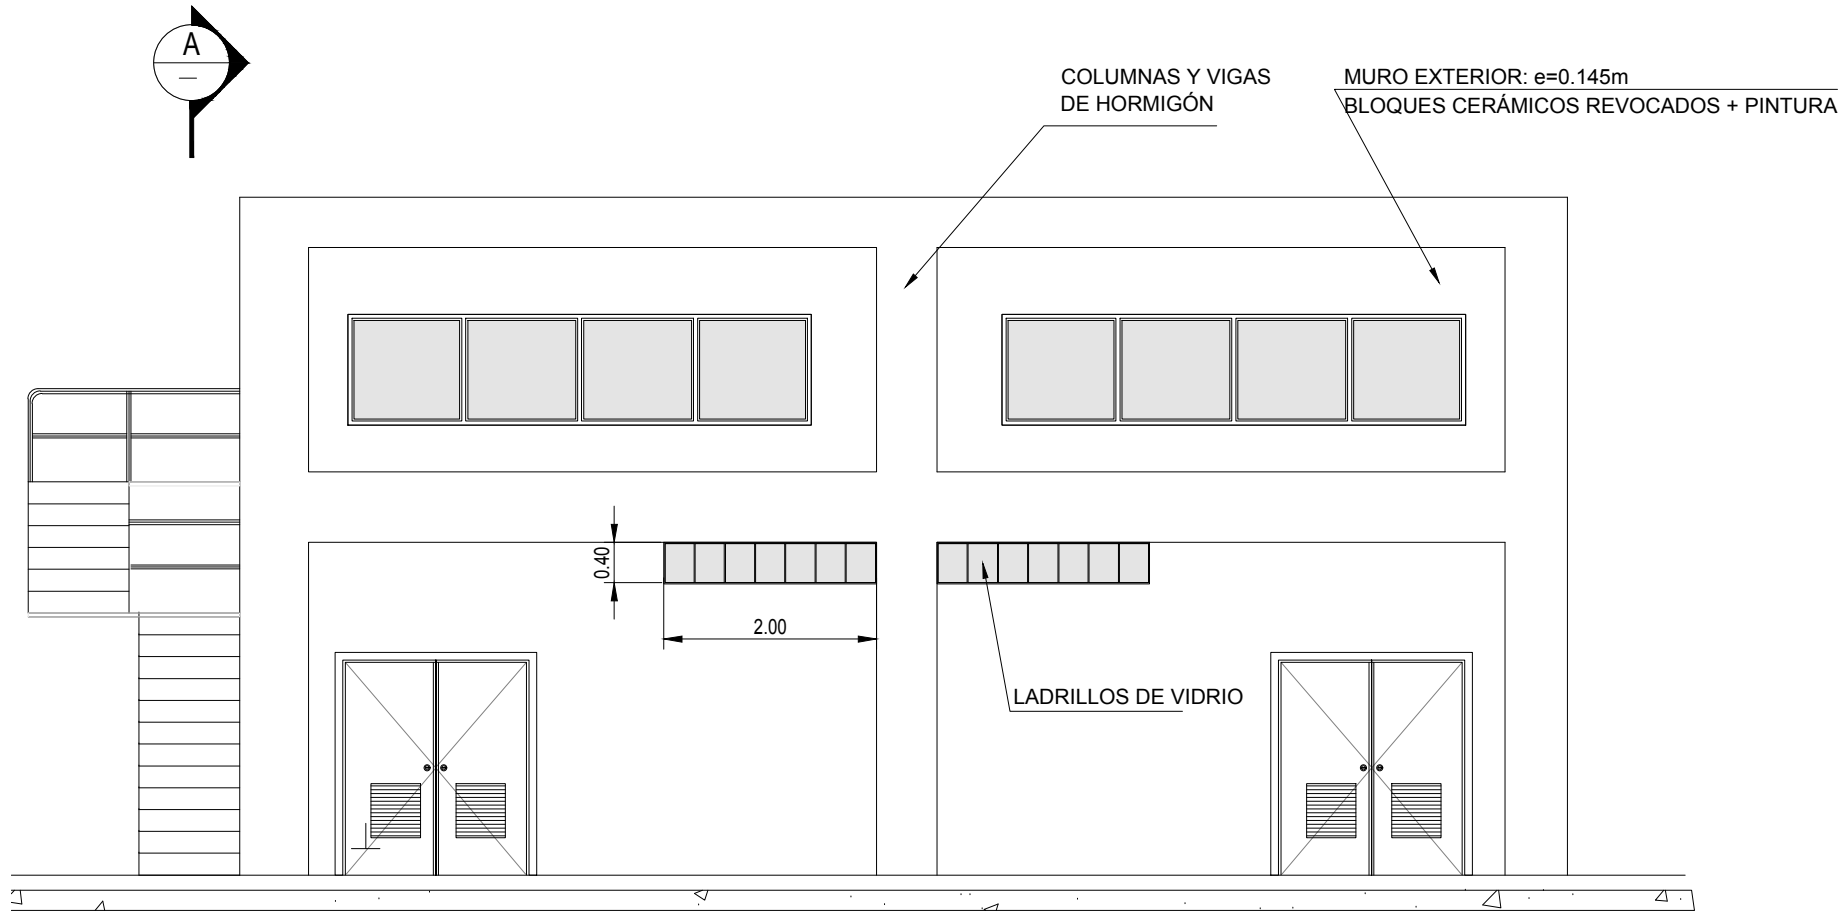 A
—
COLUMNAS Y VIGAS
DE HORMIGÓN
MURO EXTERIOR: e=0.145m
BLOQUES CERÁMICOS REVOCADOS + PINTURA
0.40
2.00
LADRILLOS DE VIDRIO